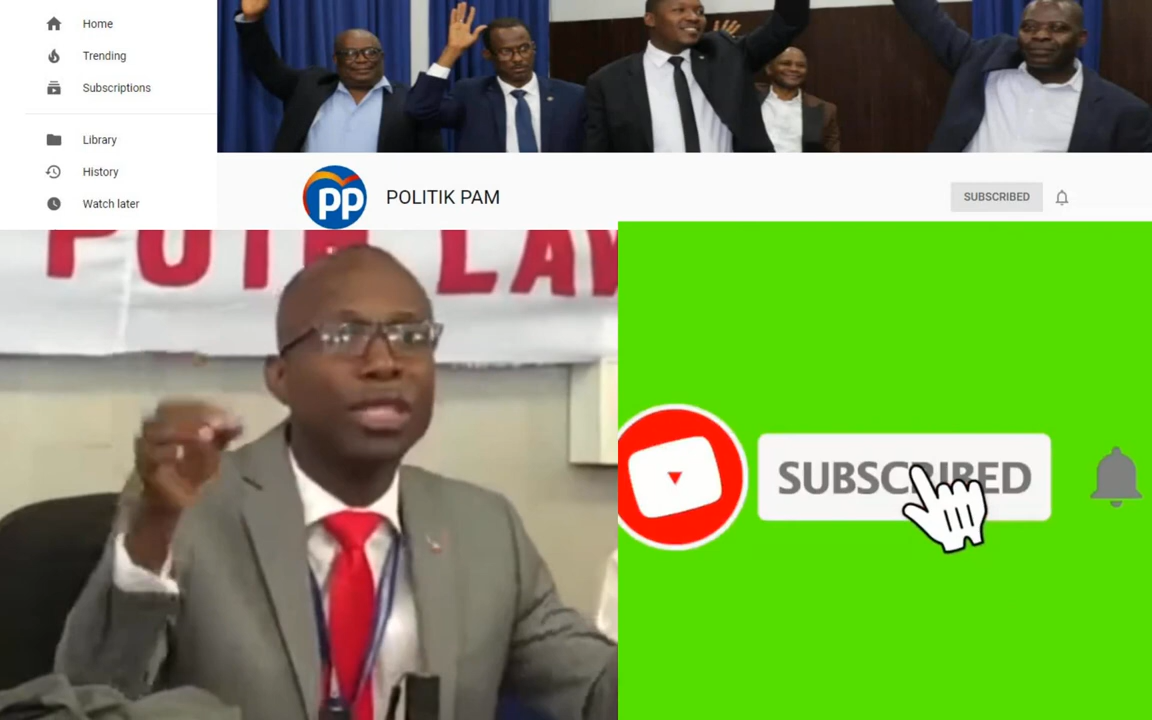 Home
Trending
Subscriptions
Library
History
Watch later
PP
POLITIK PAM
SUBSCRIBED
SUBSCRIBED